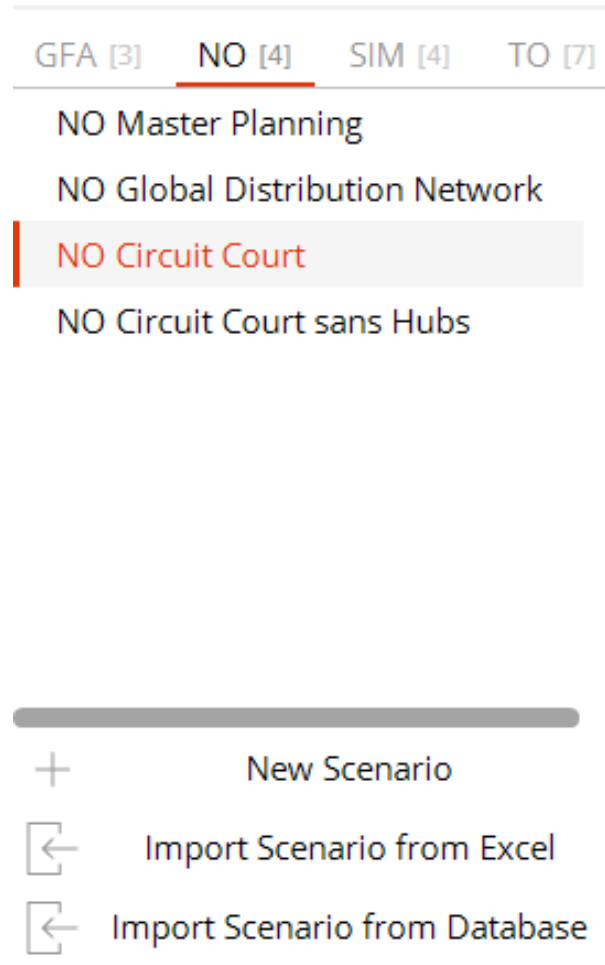 GFA [3] NO [4] SIM [4] TO [7]
NO Master Planning
NO Global Distribution Network
NO Circuit Court
NO Circuit Court sans Hubs
New Scenario
Import Scenario from Excel
Import Scenario from Database